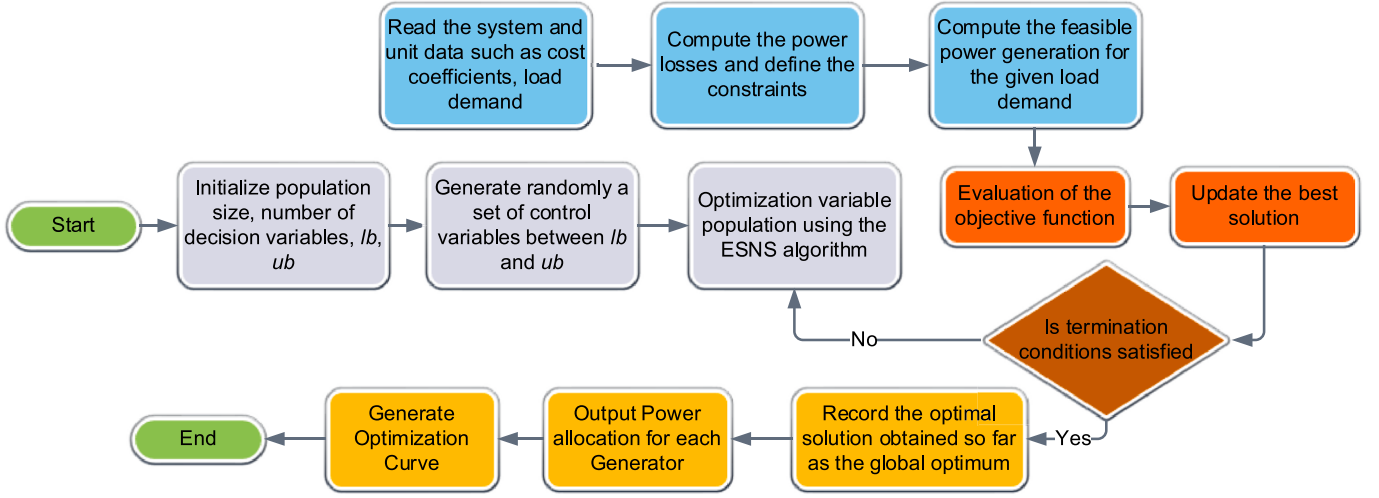 Read the system and
unit data such as cost
coefficients, load
demand
Compute the power
losses and define the
constraints
Compute the feasible
power generation for
the given load
demand
Start
Initialize population
size, number of
decision variables, lb,
ub
Generate randomly a
set of control
variables between lb
and ub
Optimization variable
population using the
ESNS algorithm
Evaluation of the
objective function
Update the best
solution
Is termination
conditions satisfied
No
Yes
Record the optimal
solution obtained so far
as the global optimum
Output Power
allocation for each
Generator
Generate
Optimization
Curve
End